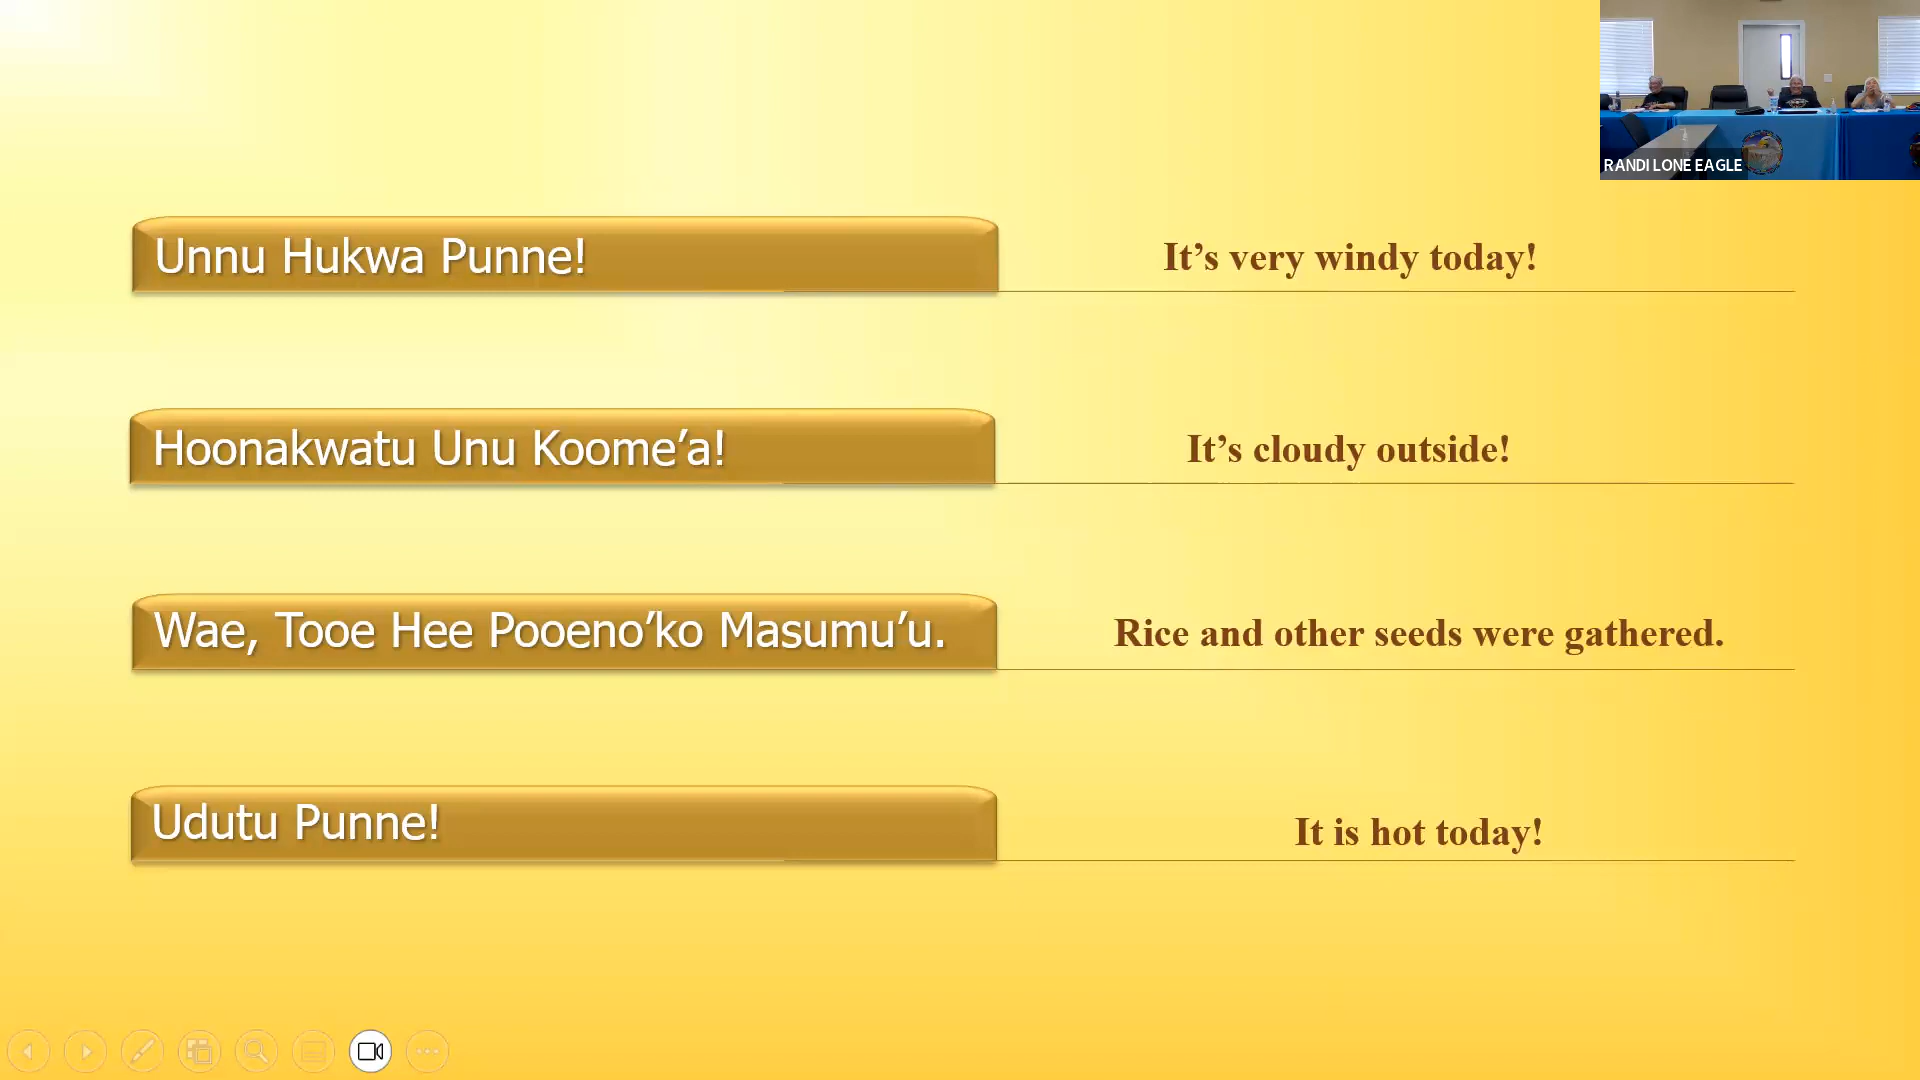 RANDI LONE EAGLE
Unnu Hukwa Punne!
It’s very windy today!
Hoonakwatu Unu Koome’a!
It’s cloudy outside!
Wae, Tooe Hee Pooeno’ko Masumu’u.
Rice and other seeds were gathered.
Udutu Punne!
It is hot today!